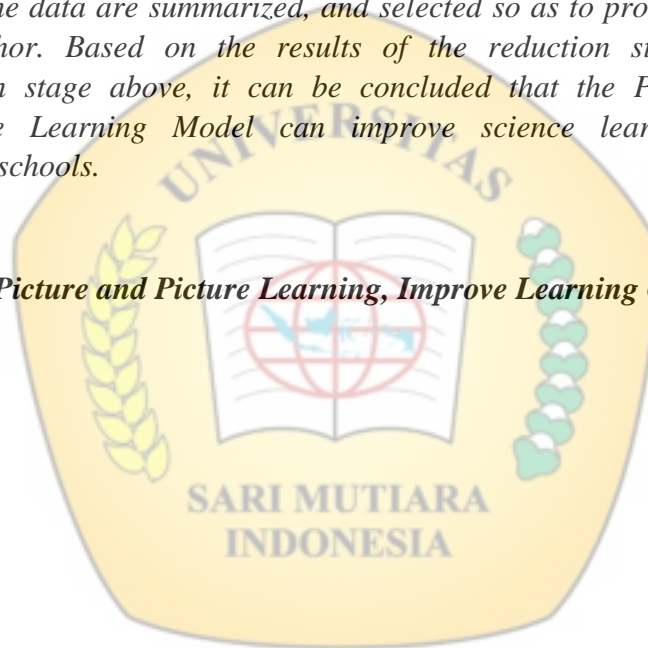 he data are summarized, and selected so as to pro
hor. Based on the results of the reduction st
n stage above, it can be concluded that the P
e Learning Model can improve science lear
schools.
UNIVERSITAS
Picture and Picture Learning, Improve Learning
SARI MUTIARA
INDONESIA